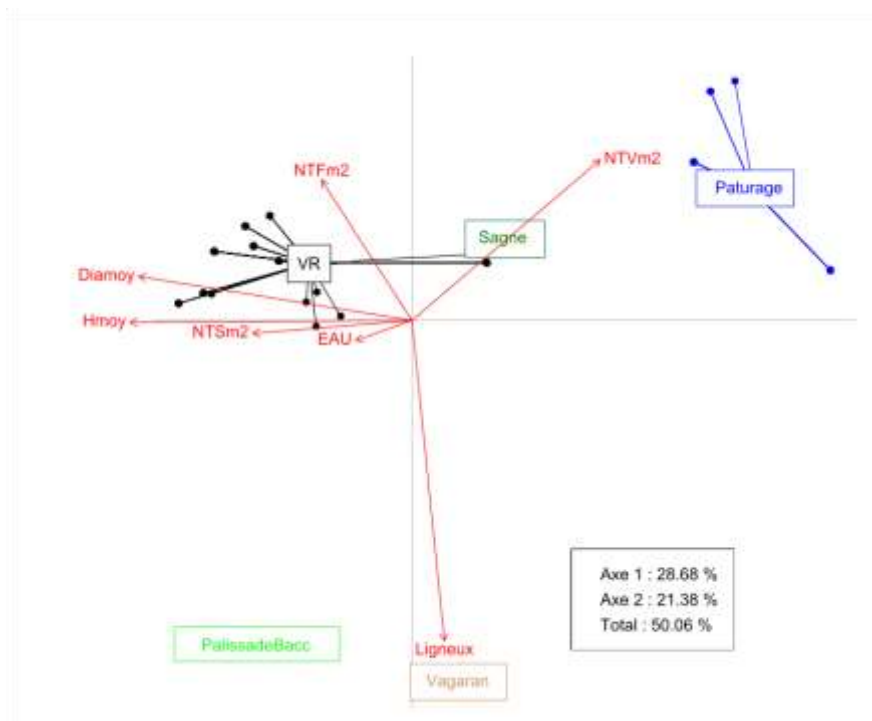 NTFm2
NTVm2
Paturage
Sagne
VR
Diamoy
Hmoy
NTSm2
EAU
Axe 1 : 28.68 %
Axe 2 : 21.38 %
Total : 50.06 %
PalissadeBacc
Ligneux
Vagaran